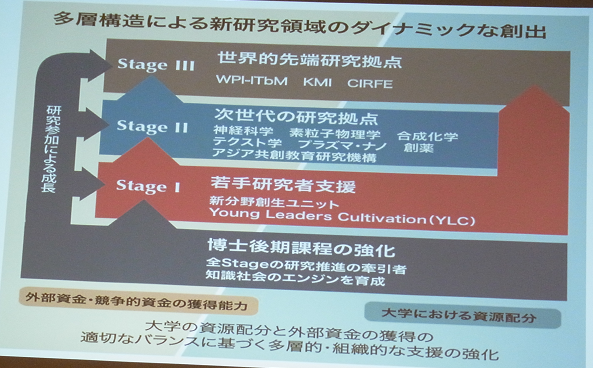 多層構造による新研究領域のダイナミックな創出
Stage III
世界的先端研究拠点
WPI-ITbM KMI CIRFE
Stage II
次世代の研究拠点
神経科学 素粒子物理学 合成化学
テクスト学 プラズマ・ナノ 創薬
アジア共創教育研究機構
研究参加による成長
Stage I
若手研究者支援
新分野創生ユニット
Young Leaders Cultivation(YLC)
博士後期課程の強化
全Stageの研究推進の牽引者
知識社会のエンジンを育成
外部資金・競争的資金の獲得能力
大学における資源配分
大学の資源配分と外部資金の獲得の
適切なバランスに基づく多層的・組織的な支援の強化